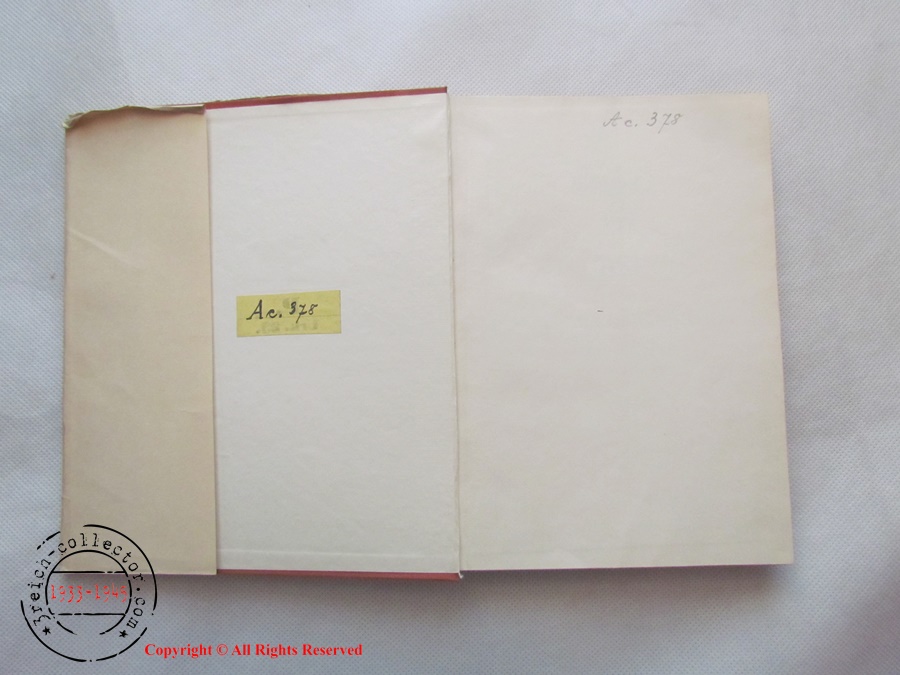 Ac. 378
Ac. 378
3reich-collector.com
1933-1945
Copyright © All Rights Reserved